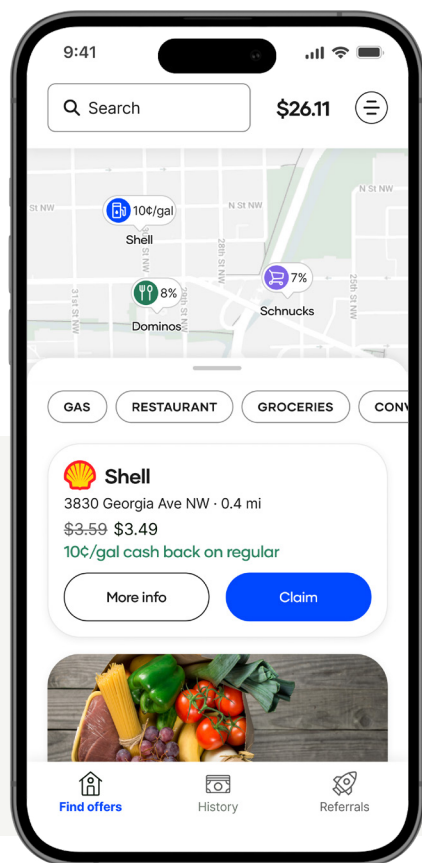 9:41
Search
$26.11
St NW
N St NW
N St NW
10¢/gal
Shell
28th St NW
7%
Schnucks
25th St NW
31st St NW
8%
Dominos
GAS
RESTAURANT
GROCERIES
CONV
Shell
3830 Georgia Ave NW · 0.4 mi
$3.59 $3.49
10¢/gal cash back on regular
More info
Claim
Find offers
History
Referrals